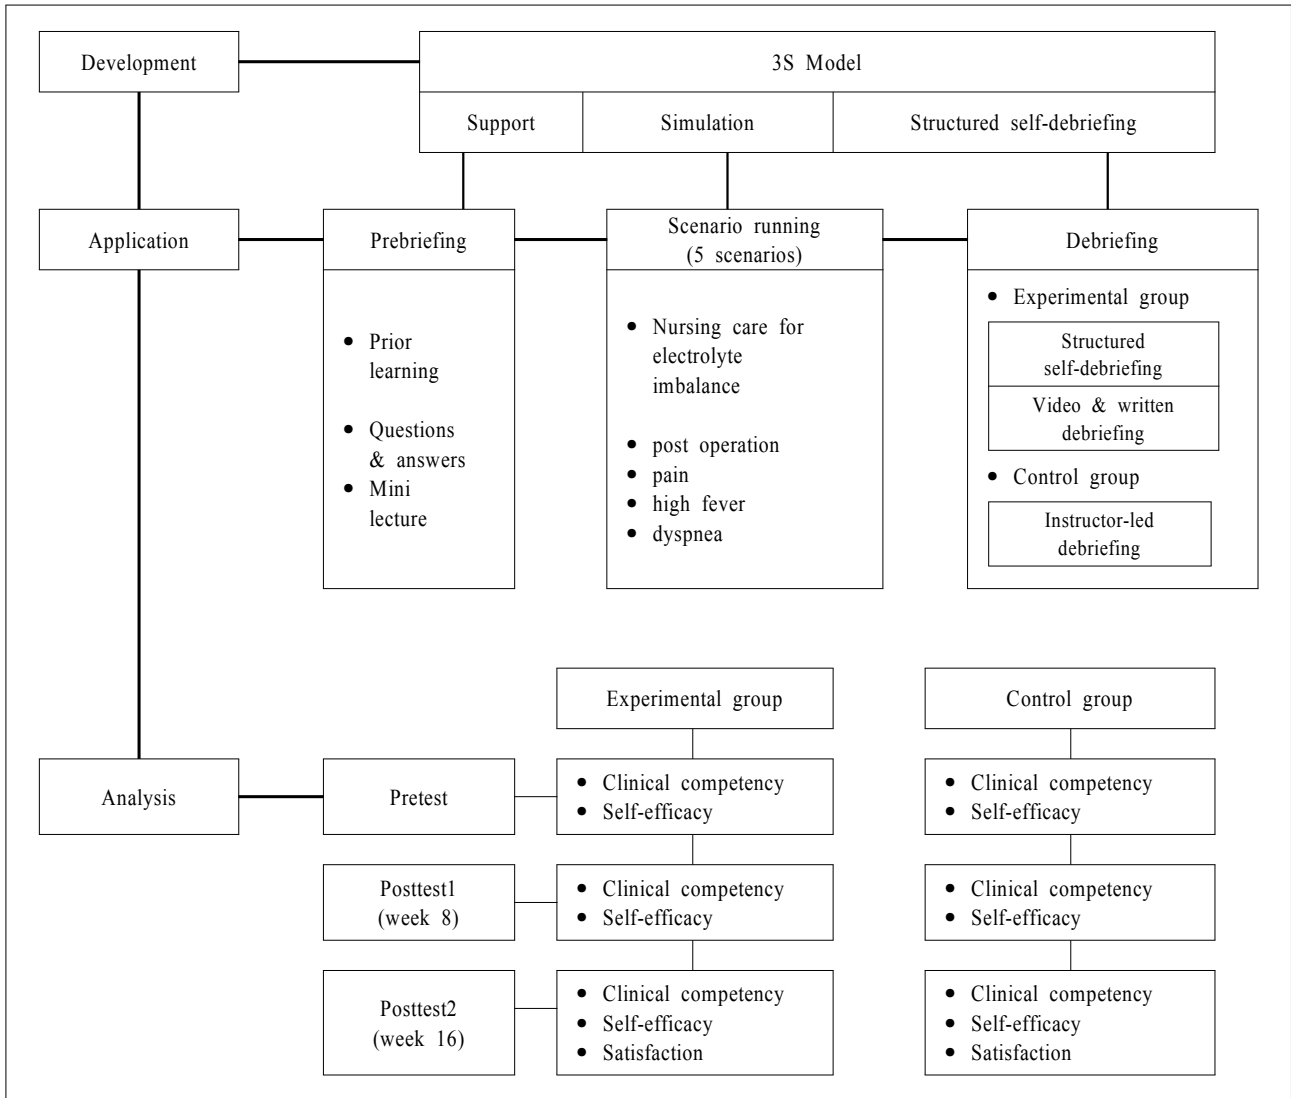 Development
3S Model
Support
Simulation
Structured self-debriefing
Application
Prebriefing
Scenario running
(5 scenarios)
Debriefing
• Prior
learning
• Questions
& answers
• Mini
lecture
• Nursing care for
electrolyte
imbalance
• post operation
• pain
• high fever
• dyspnea
• Experimental group
Structured
self-debriefing
Video & written
debriefing
• Control group
Instructor-led
debriefing
Experimental group
Control group
Analysis
Pretest
• Clinical competency
• Self-efficacy
• Clinical competency
• Self-efficacy
Posttest1
(week 8)
• Clinical competency
• Self-efficacy
• Clinical competency
• Self-efficacy
Posttest2
(week 16)
• Clinical competency
• Self-efficacy
• Satisfaction
• Clinical competency
• Self-efficacy
• Satisfaction